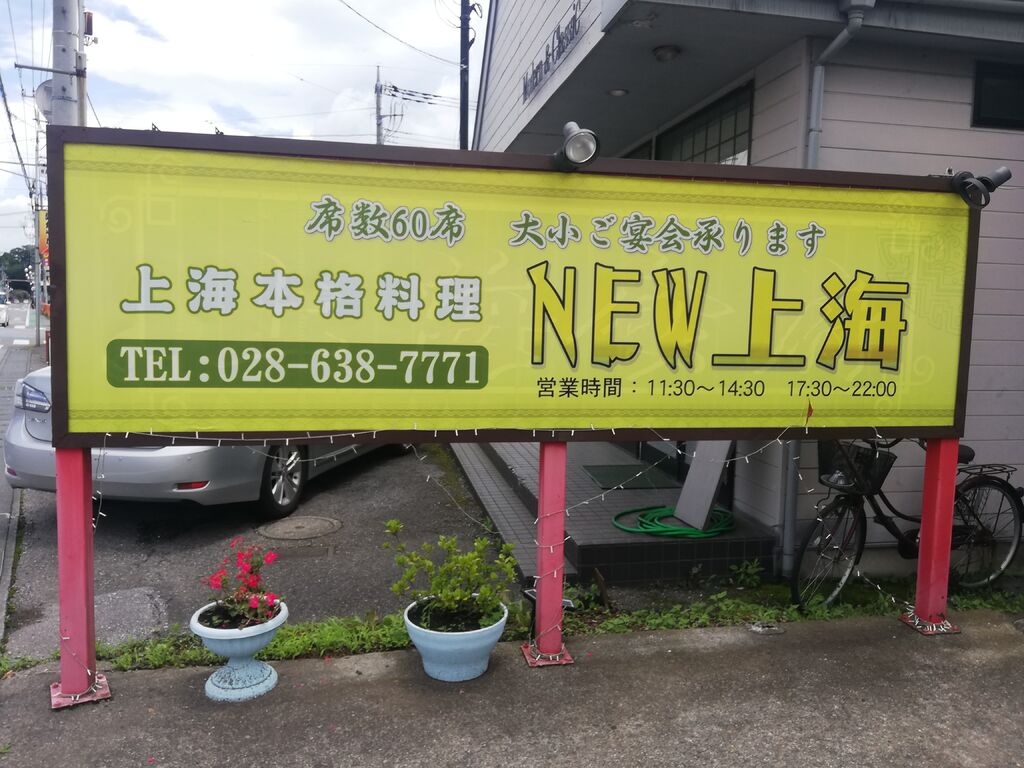 席数60席 大小ご宴会承ります
上海本格料理
NEW上海
TEL:028-638-7771
営業時間：11:30～14:30 17:30～22:00